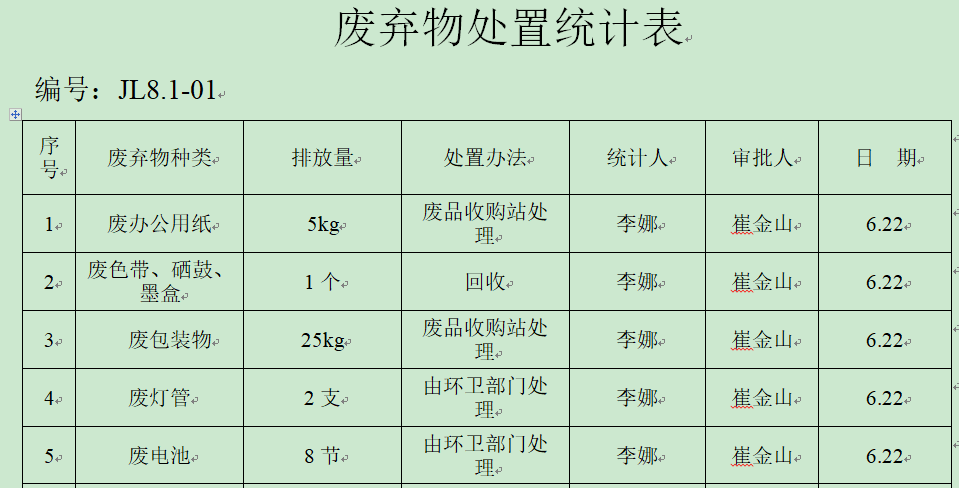 废弃物处置统计表
编号：JL8.1-01
序号 废弃物种类 排放量 处置办法 统计人 审批人 日 期
1 废办公用纸 5kg 废品收购站处理 李娜 崔金山 6.22
2 废色带、硒鼓、墨盒 1个 回收 李娜 崔金山 6.22
3 废包装物 25kg 废品收购站处理 李娜 崔金山 6.22
4 废灯管 2支 由环卫部门处理 李娜 崔金山 6.22
5 废电池 8节 由环卫部门处理 李娜 崔金山 6.22